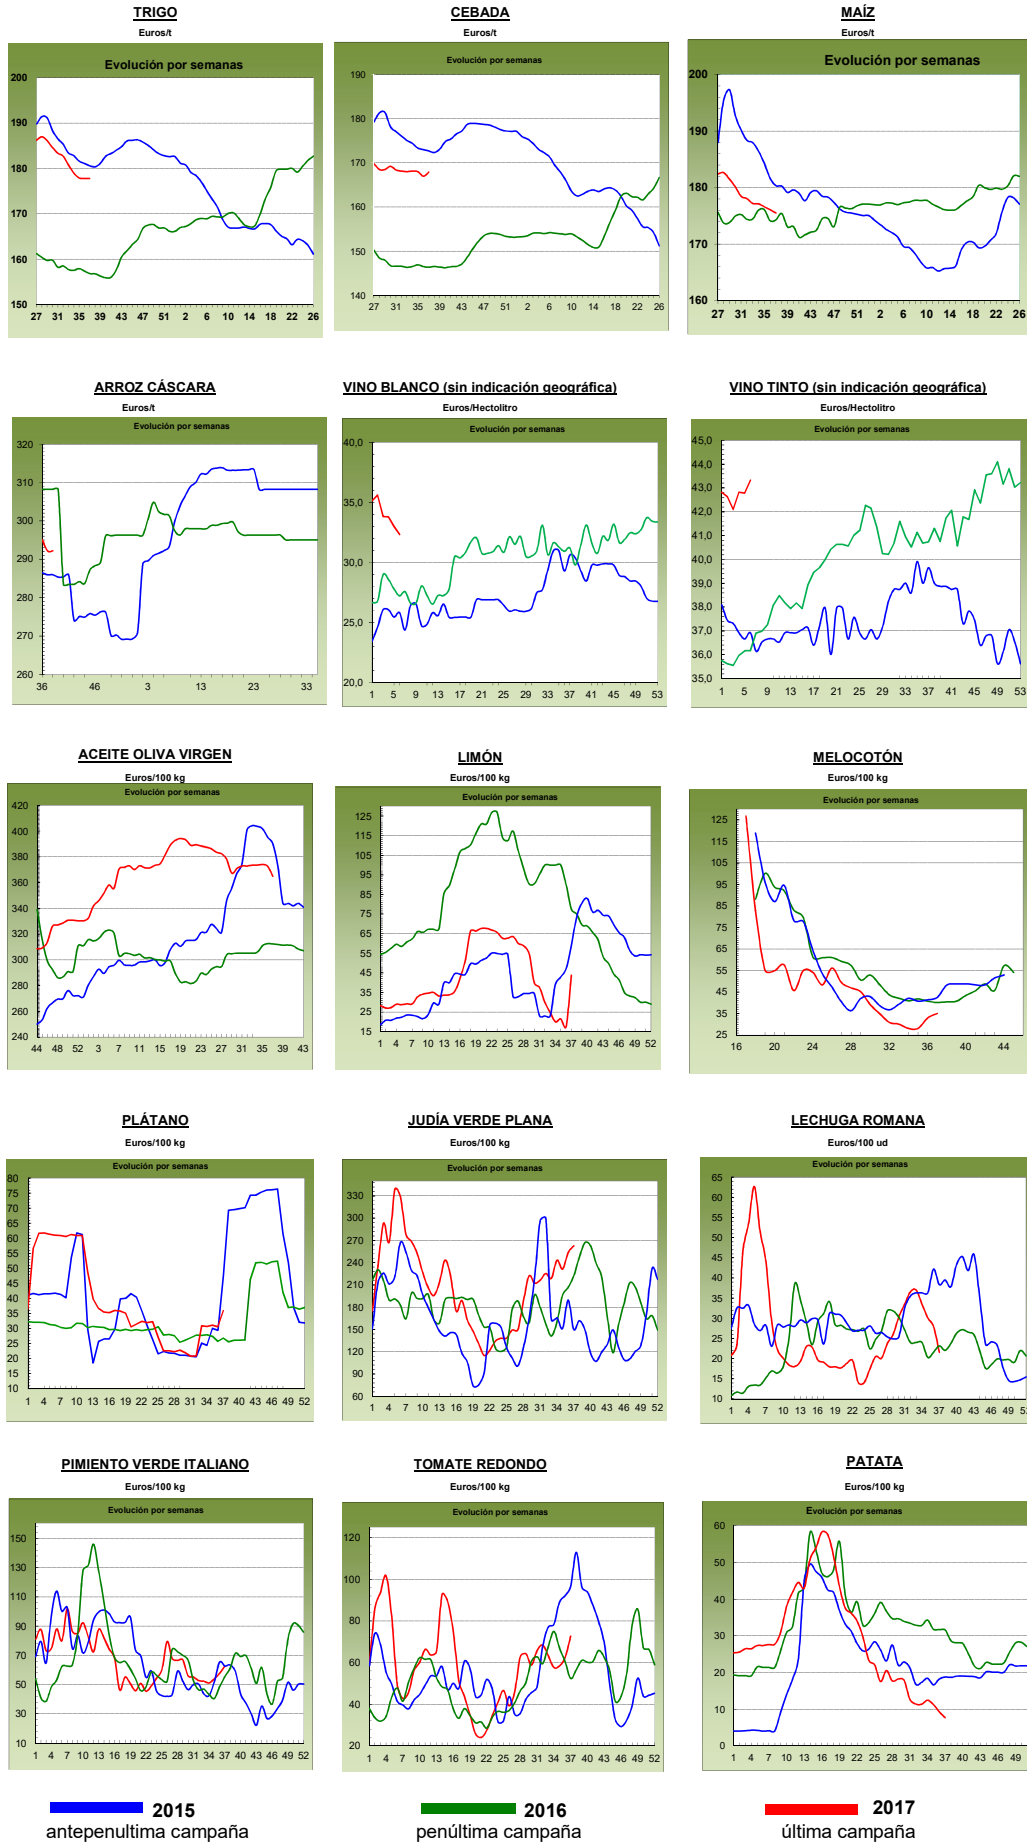 TRIGO
CEBADA
MAÍZ
Euros/t
Euros/t
Euros/t
Evolución por semanas
Evolución por semanas
Evolución por semanas
200
190
180
170
160
150
27 31 35 39 43 47 51 2 6 10 14 18 22 26
190
180
170
160
150
140
27 31 35 39 43 47 51 2 6 10 14 18 22 26
200
190
180
170
160
27 31 35 39 43 47 51 2 6 10 14 18 22 26
ARROZ CÁSCARA
VINO BLANCO (sin indicación geográfica)
VINO TINTO (sin indicación geográfica)
Euros/t
Euros/Hectolitro
Euros/Hectolitro
Evolución por semanas
Evolución por semanas
Evolución por semanas
320
310
300
290
280
270
260
36 46 3 13 23 33
40,0
35,0
30,0
25,0
20,0
1 5 9 13 17 21 25 29 33 37 41 45 49 53
45,0
44,0
43,0
42,0
41,0
40,0
39,0
38,0
37,0
36,0
35,0
1 5 9 13 17 21 25 29 33 37 41 45 49 53
ACEITE OLIVA VIRGEN
LIMÓN
MELOCOTÓN
Euros/100 kg
Euros/100 kg
Euros/100 kg
Evolución por semanas
Evolución por semanas
Evolución por semanas
420
400
380
360
340
320
300
280
260
240
44 48 52 3 7 11 15 19 23 27 31 35 39 43
125
115
105
95
85
75
65
55
45
35
25
15
1 4 7 10 13 16 19 22 25 28 31 34 37 40 43 46 49 52
125
115
105
95
85
75
65
55
45
35
25
16 20 24 28 32 36 40 44
PLÁTANO
JUDÍA VERDE PLANA
LECHUGA ROMANA
Euros/100 kg
Euros/100 kg
Euros/100 ud
Evolución por semanas
Evolución por semanas
Evolución por semanas
80
75
70
65
60
55
50
45
40
35
30
25
20
15
10
1 4 7 10 13 16 19 22 25 28 31 34 37 40 43 46 49 52
330
300
270
240
210
180
150
120
90
60
1 4 7 10 13 16 19 22 25 28 31 34 37 40 43 46 49 52
65
60
55
50
45
40
35
30
25
20
15
10
1 4 7 10 13 16 19 22 25 28 31 34 37 40 43 46 49 52
PIMIENTO VERDE ITALIANO
TOMATE REDONDO
PATATA
Euros/100 kg
Euros/100 kg
Euros/100 kg
Evolución por semanas
Evolución por semanas
Evolución por semanas
150
130
110
90
70
50
30
10
1 4 7 10 13 16 19 22 25 28 31 34 37 40 43 46 49 52
120
100
80
60
40
20
1 4 7 10 13 16 19 22 25 28 31 34 37 40 43 46 49 52
60
50
40
30
20
10
0
1 4 7 10 13 16 19 22 25 28 31 34 37 40 43 46 49
2015
antepenultima campaña
2016
penúltima campaña
2017
última campaña